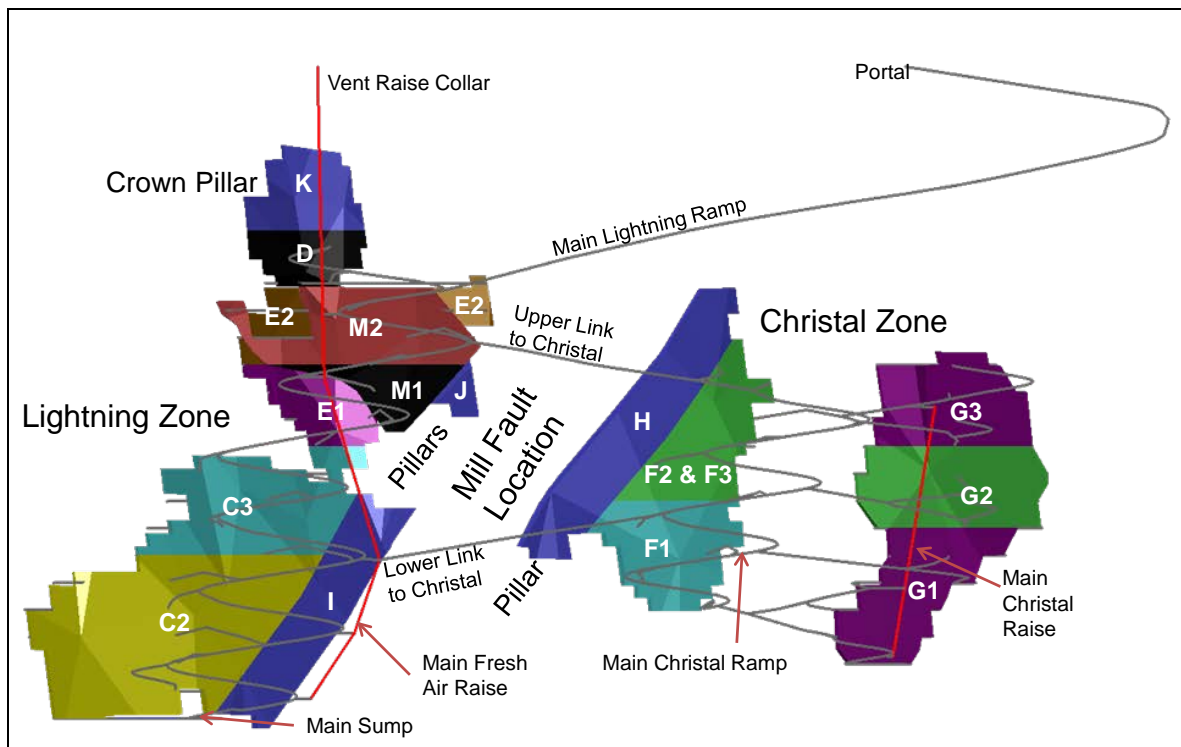 Portal
Vent Raise Collar
Crown Pillar
K
Main Lightning Ramp
D
E2
M2
E2
Upper Link
to Christal
Christal Zone
Lightning Zone
E1
M1
J
Pillars
Mill Fault
Location
H
G3
F2 & F3
G2
C3
F1
Lower Link
to Christal
Pillar
G1
Main
Christal
Raise
I
C2
Main Fresh
Air Raise
Main Christal Ramp
Main Sump